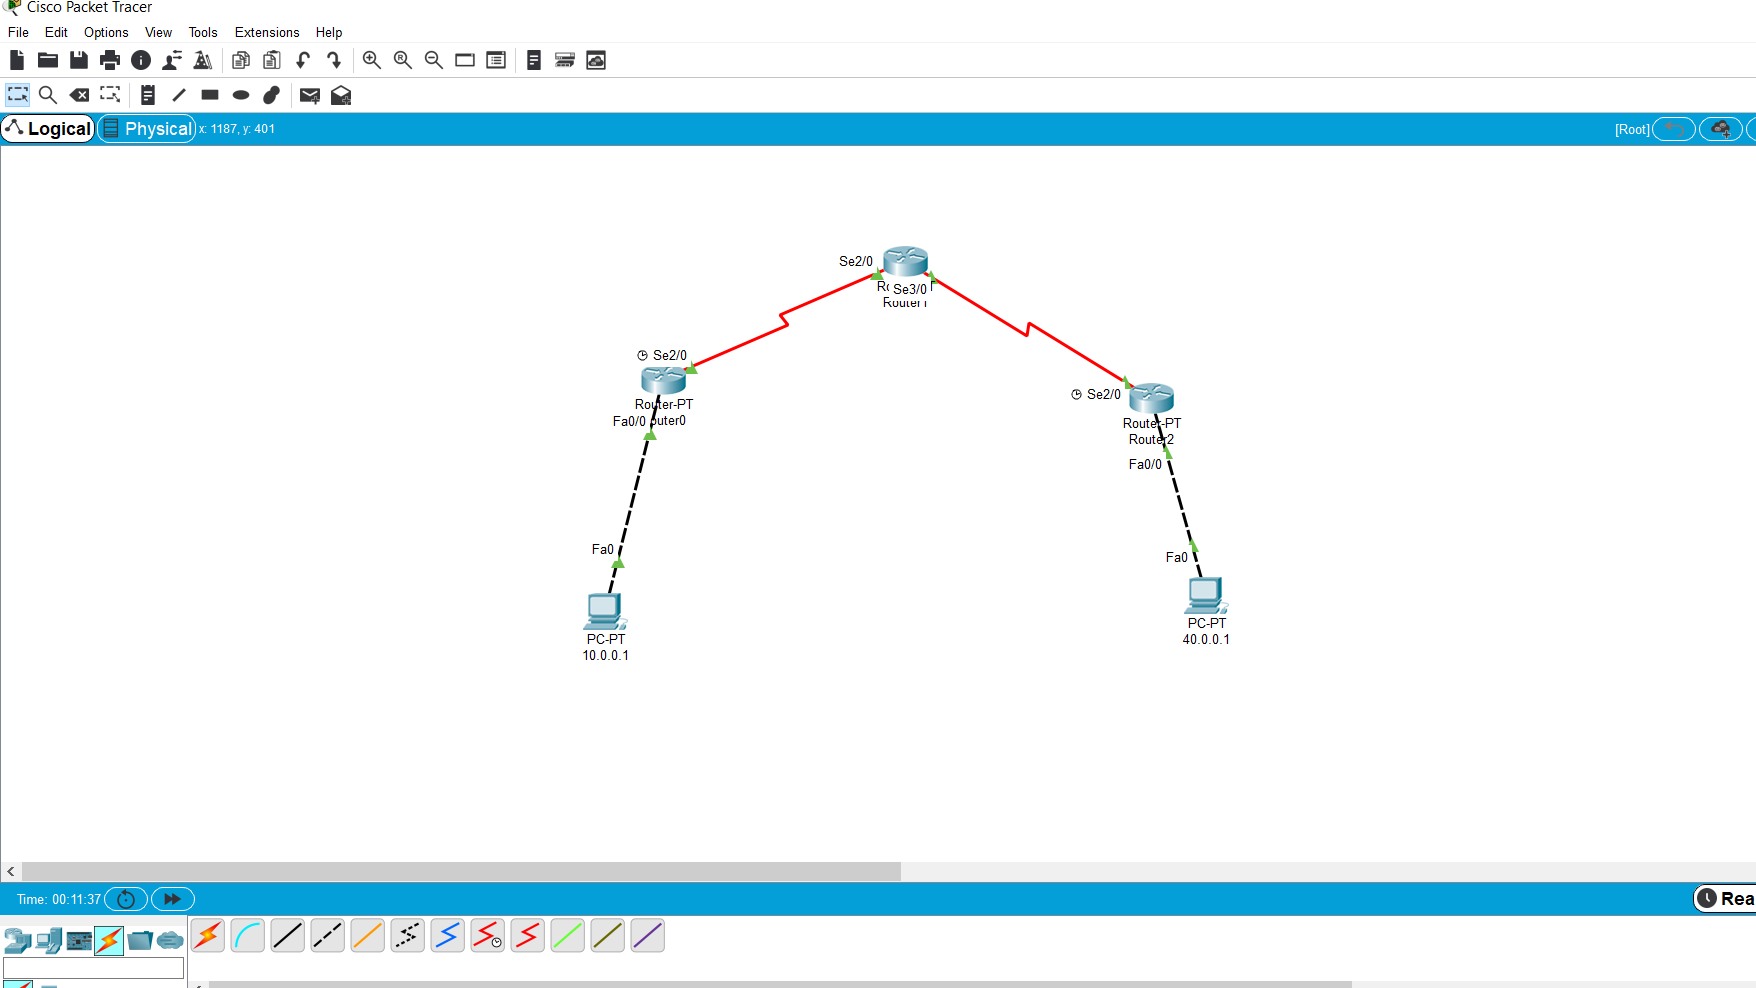 Cisco Packet Tracer
File Edit Options View Tools Extensions Help
Logical Physical x: 1187, y: 401 [Root]
Se2/0
Se3/0
Router1
Se2/0
Router-PT
Fa0/0 outer0
Se2/0
Router-PT
Router2
Fa0/0
Fa0
PC-PT
10.0.0.1
Fa0
PC-PT
40.0.0.1
Time: 00:11:37
Rea